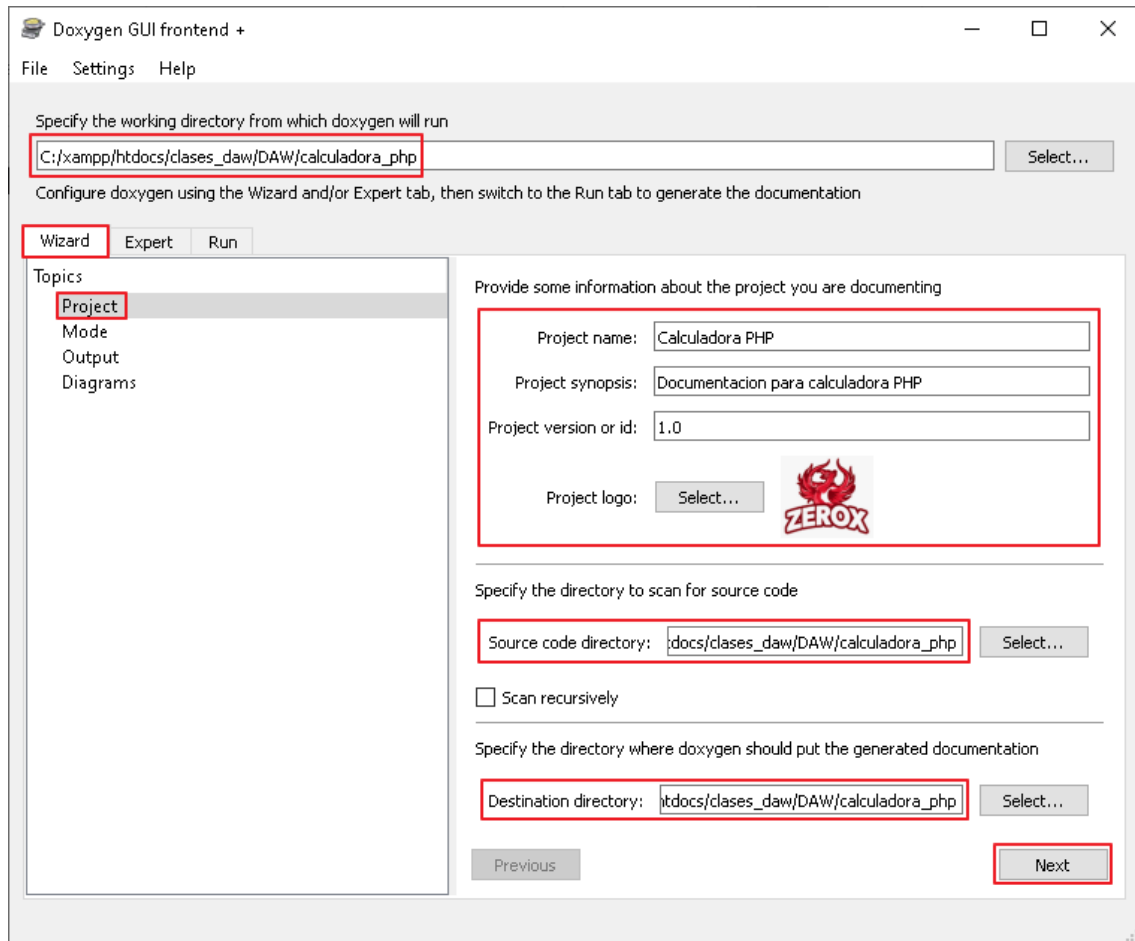 Doxygen GUI frontend +
File Settings Help
Specify the working directory from which doxygen will run
C:/xampp/htdocs/clases_daw/DAW/calculadora_php
Select...
Configure doxygen using the Wizard and/or Expert tab, then switch to the Run tab to generate the documentation
Wizard Expert Run
Topics
Project
Mode
Output
Diagrams
Provide some information about the project you are documenting
Project name: Calculadora PHP
Project synopsis: Documentacion para calculadora PHP
Project version or id: 1.0
Project logo: Select...
ZEROX
Specify the directory to scan for source code
Source code directory: :docs/clases_daw/DAW/calculadora_php Select...
Scan recursively
Specify the directory where doxygen should put the generated documentation
Destination directory: htdocs/clases_daw/DAW/calculadora_php Select...
Previous Next